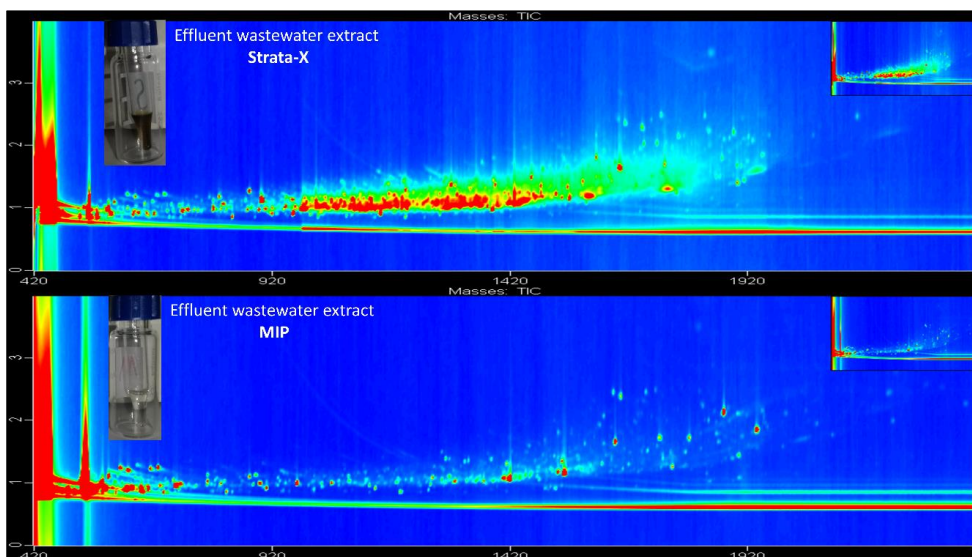 Masses: TIC
Effluent wastewater extract
Strata-X
3
2
1
0
420
920
1420
1920
Masses: TIC
Effluent wastewater extract
MIP
3
2
1
0
420
920
1420
1920